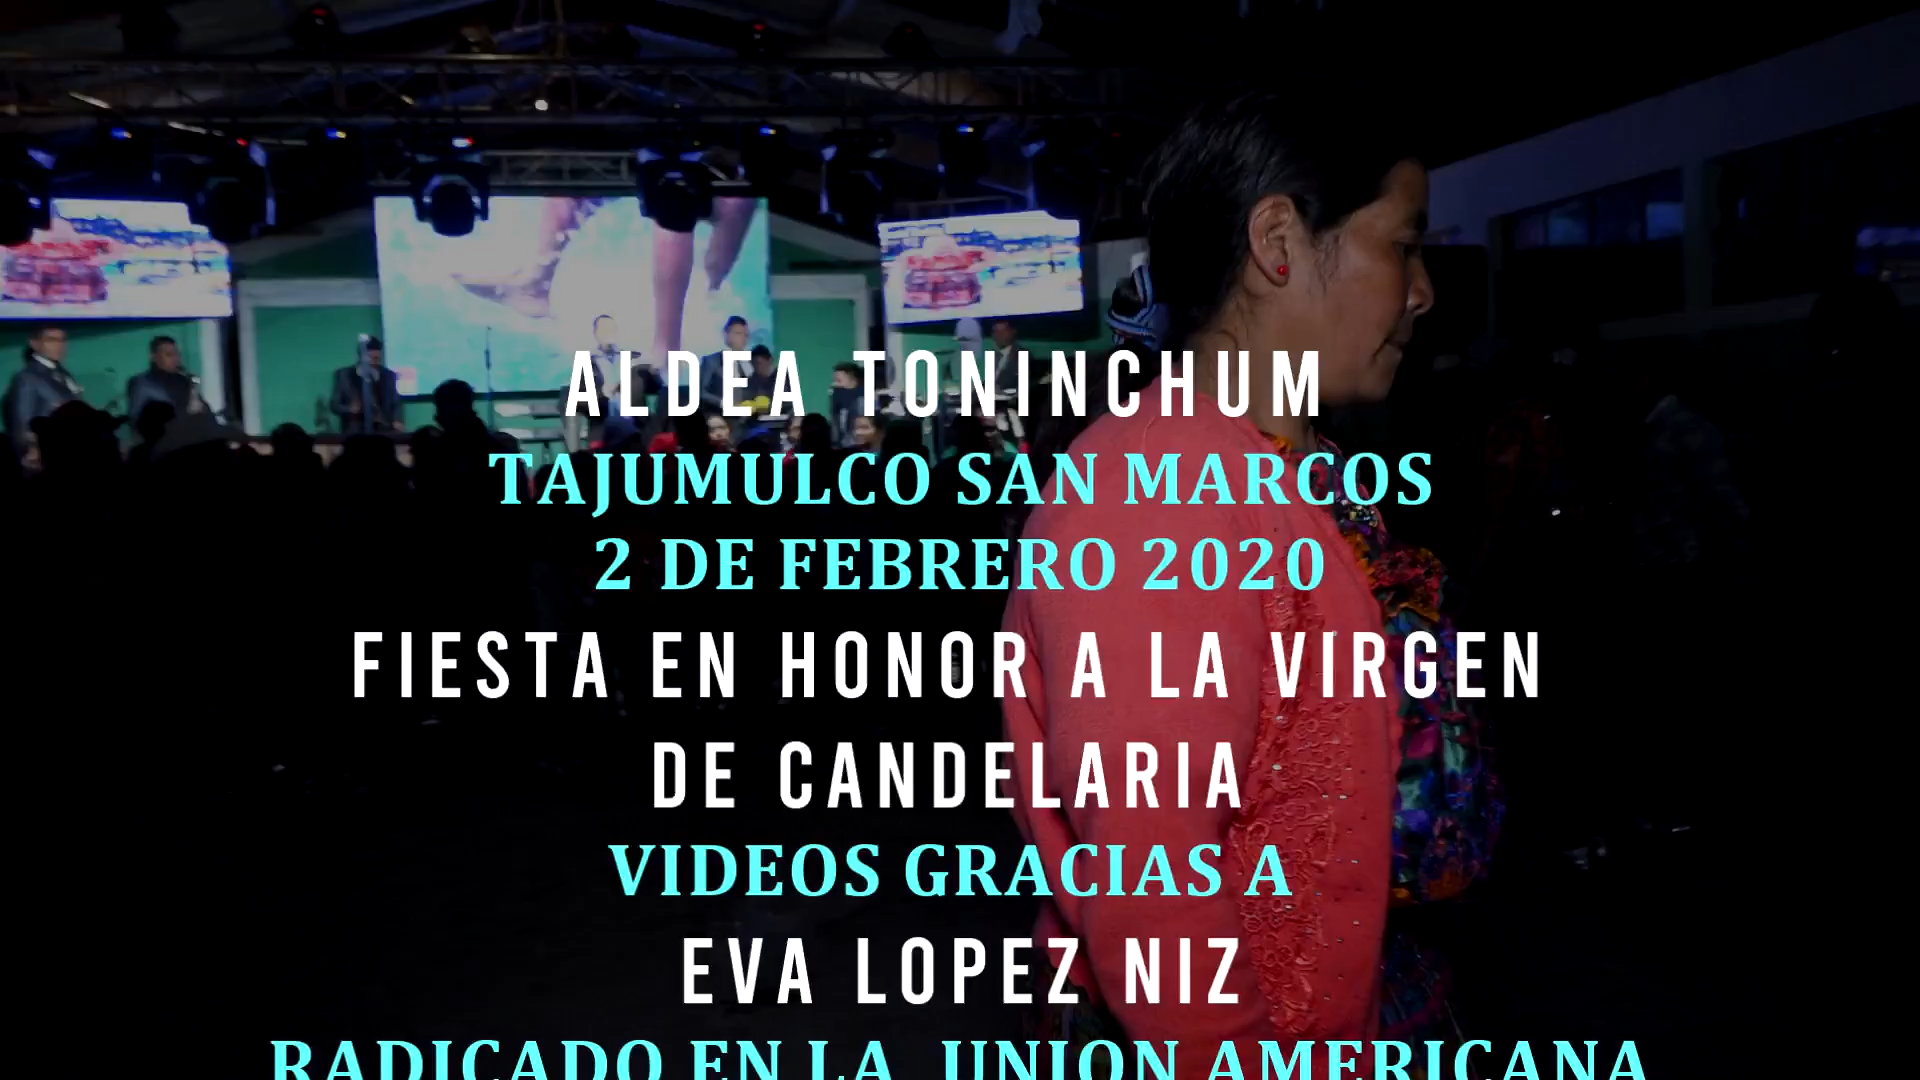 ALDEA TONINCHUM
TAJUMULCO SAN MARCOS
2 DE FEBRERO 2020
FIESTA EN HONOR A LA VIRGEN
DE CANDELARIA
VIDEOS GRACIAS A
EVA LOPEZ NIZ
RADICADO EN LA UNION AMERICANA